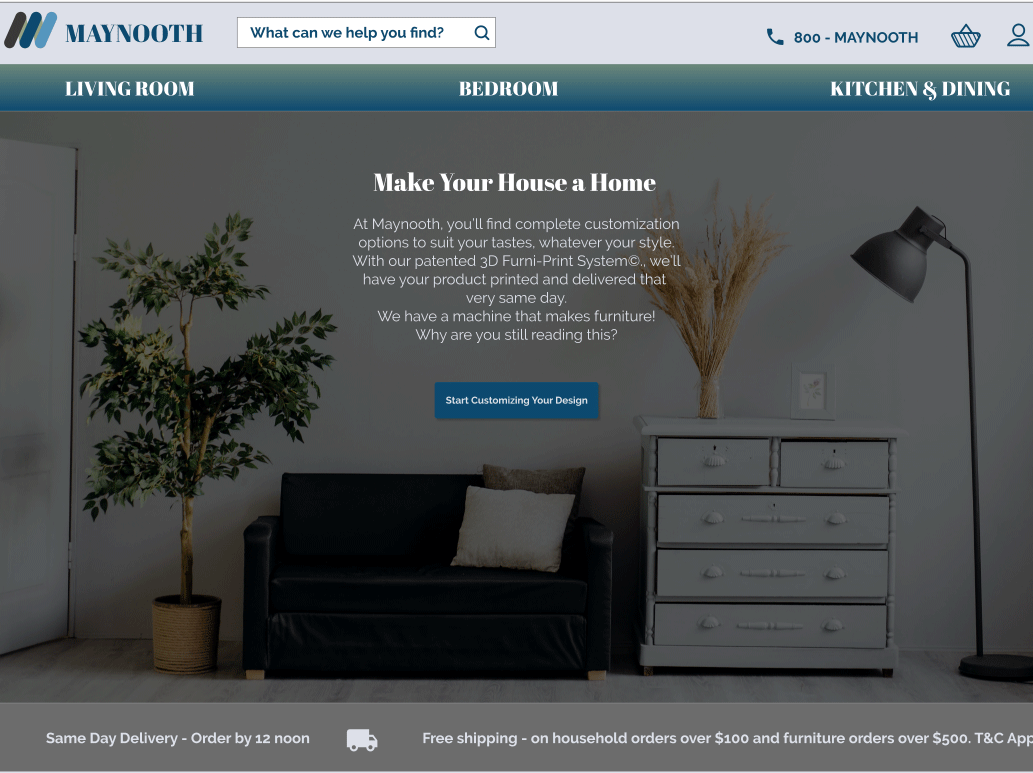 MAYNOOTH
What can we help you find?
800 - MAYNOOTH
LIVING ROOM
BEDROOM
KITCHEN & DINING
Make Your House a Home
At Maynooth, you'll find complete customization
options to suit your tastes, whatever your style.
With our patented 3D Furni-Print System©., we'll
have your product printed and delivered that
very same day.
We have a machine that makes furniture!
Why are you still reading this?
Start Customizing Your Design
Same Day Delivery - Order by 12 noon
Free shipping - on household orders over $100 and furniture orders over $500. T&C App